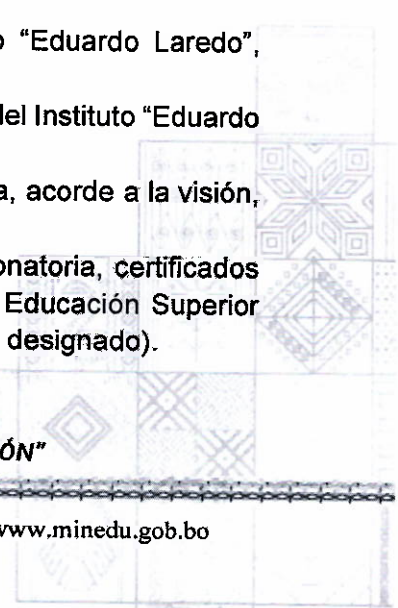 "Eduardo Laredo",
del Instituto "Eduardo
a, acorde a la visión,
onatoria, certificados
Educación Superior
designado).
ÓN"
www.minedu.gob.bo